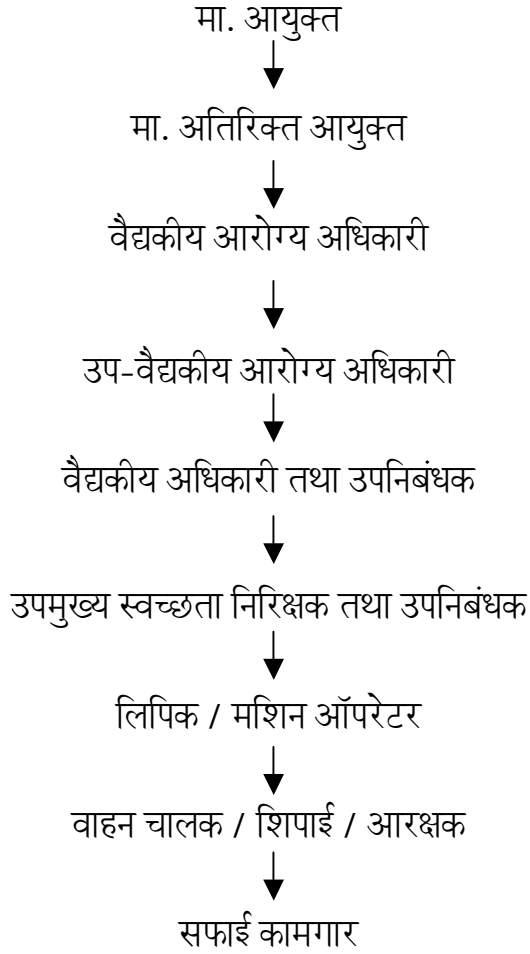 मा. आयुक्त
मा. अतिरिक्त आयुक्त
वैद्यकीय आरोग्य अधिकारी
उप-वैद्यकीय आरोग्य अधिकारी
वैद्यकीय अधिकारी तथा उपनिबंधक
उपमुख्य स्वच्छता निरिक्षक तथा उपनिबंधक
लिपिक / मशिन ऑपरेटर
वाहन चालक / शिपाई / आरक्षक
सफाई कामगार